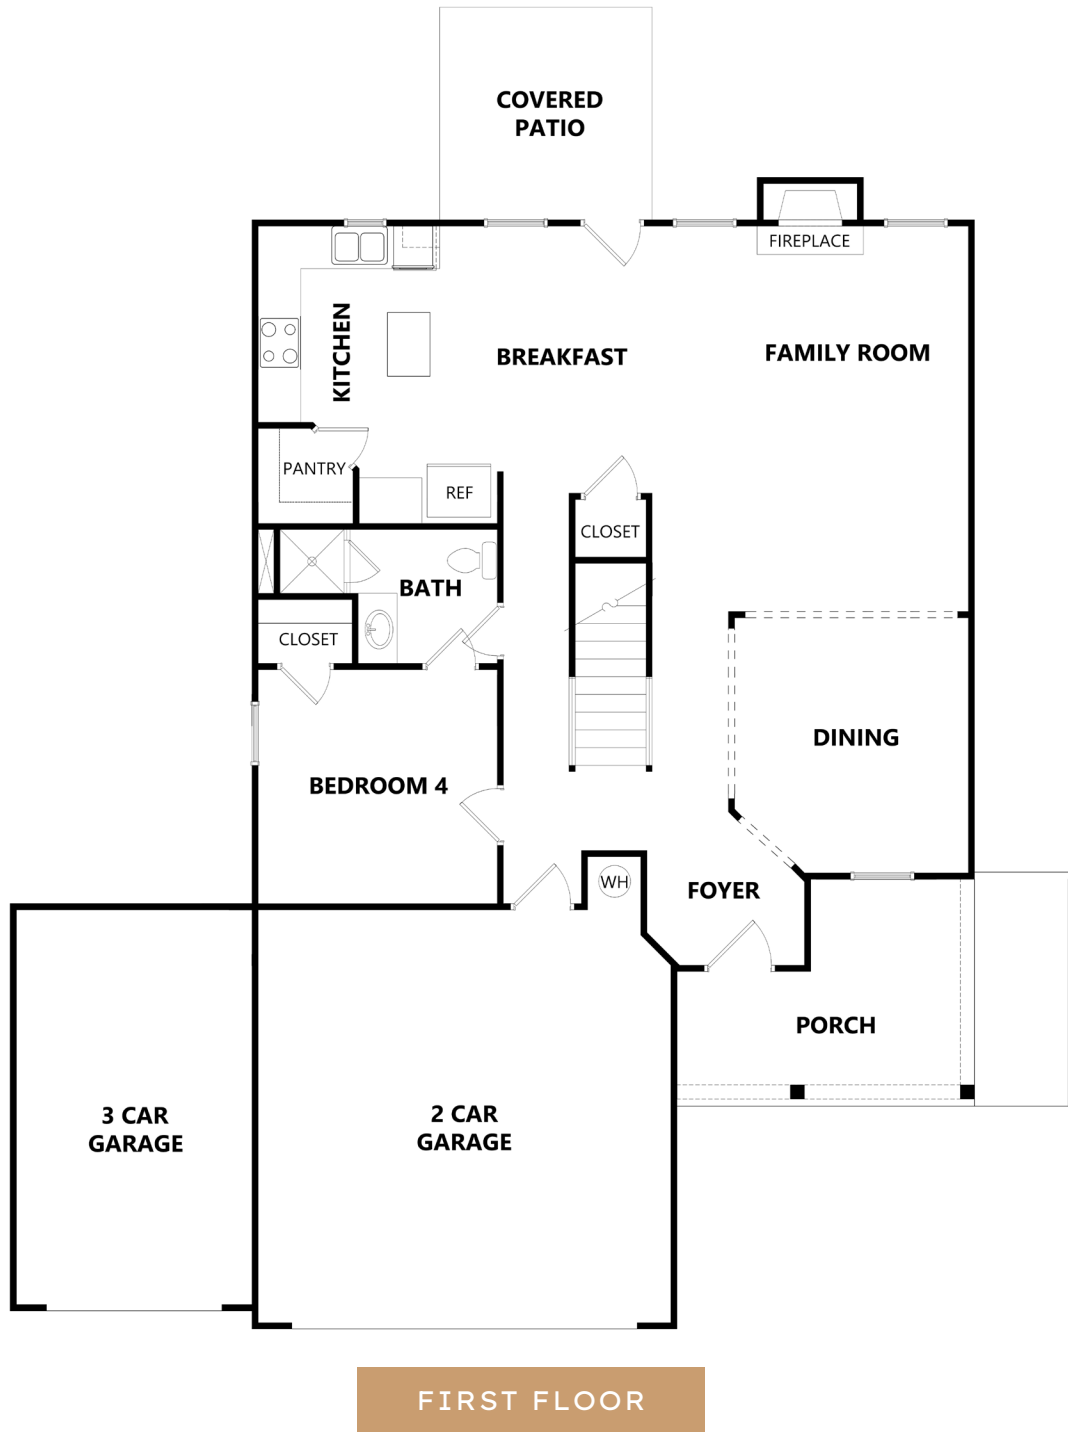 COVERED
PATIO
FIREPLACE
KITCHEN
BREAKFAST
FAMILY ROOM
PANTRY
REF
CLOSET
BATH
CLOSET
DINING
BEDROOM 4
WH
FOYER
PORCH
3 CAR
GARAGE
2 CAR
GARAGE
FIRST FLOOR